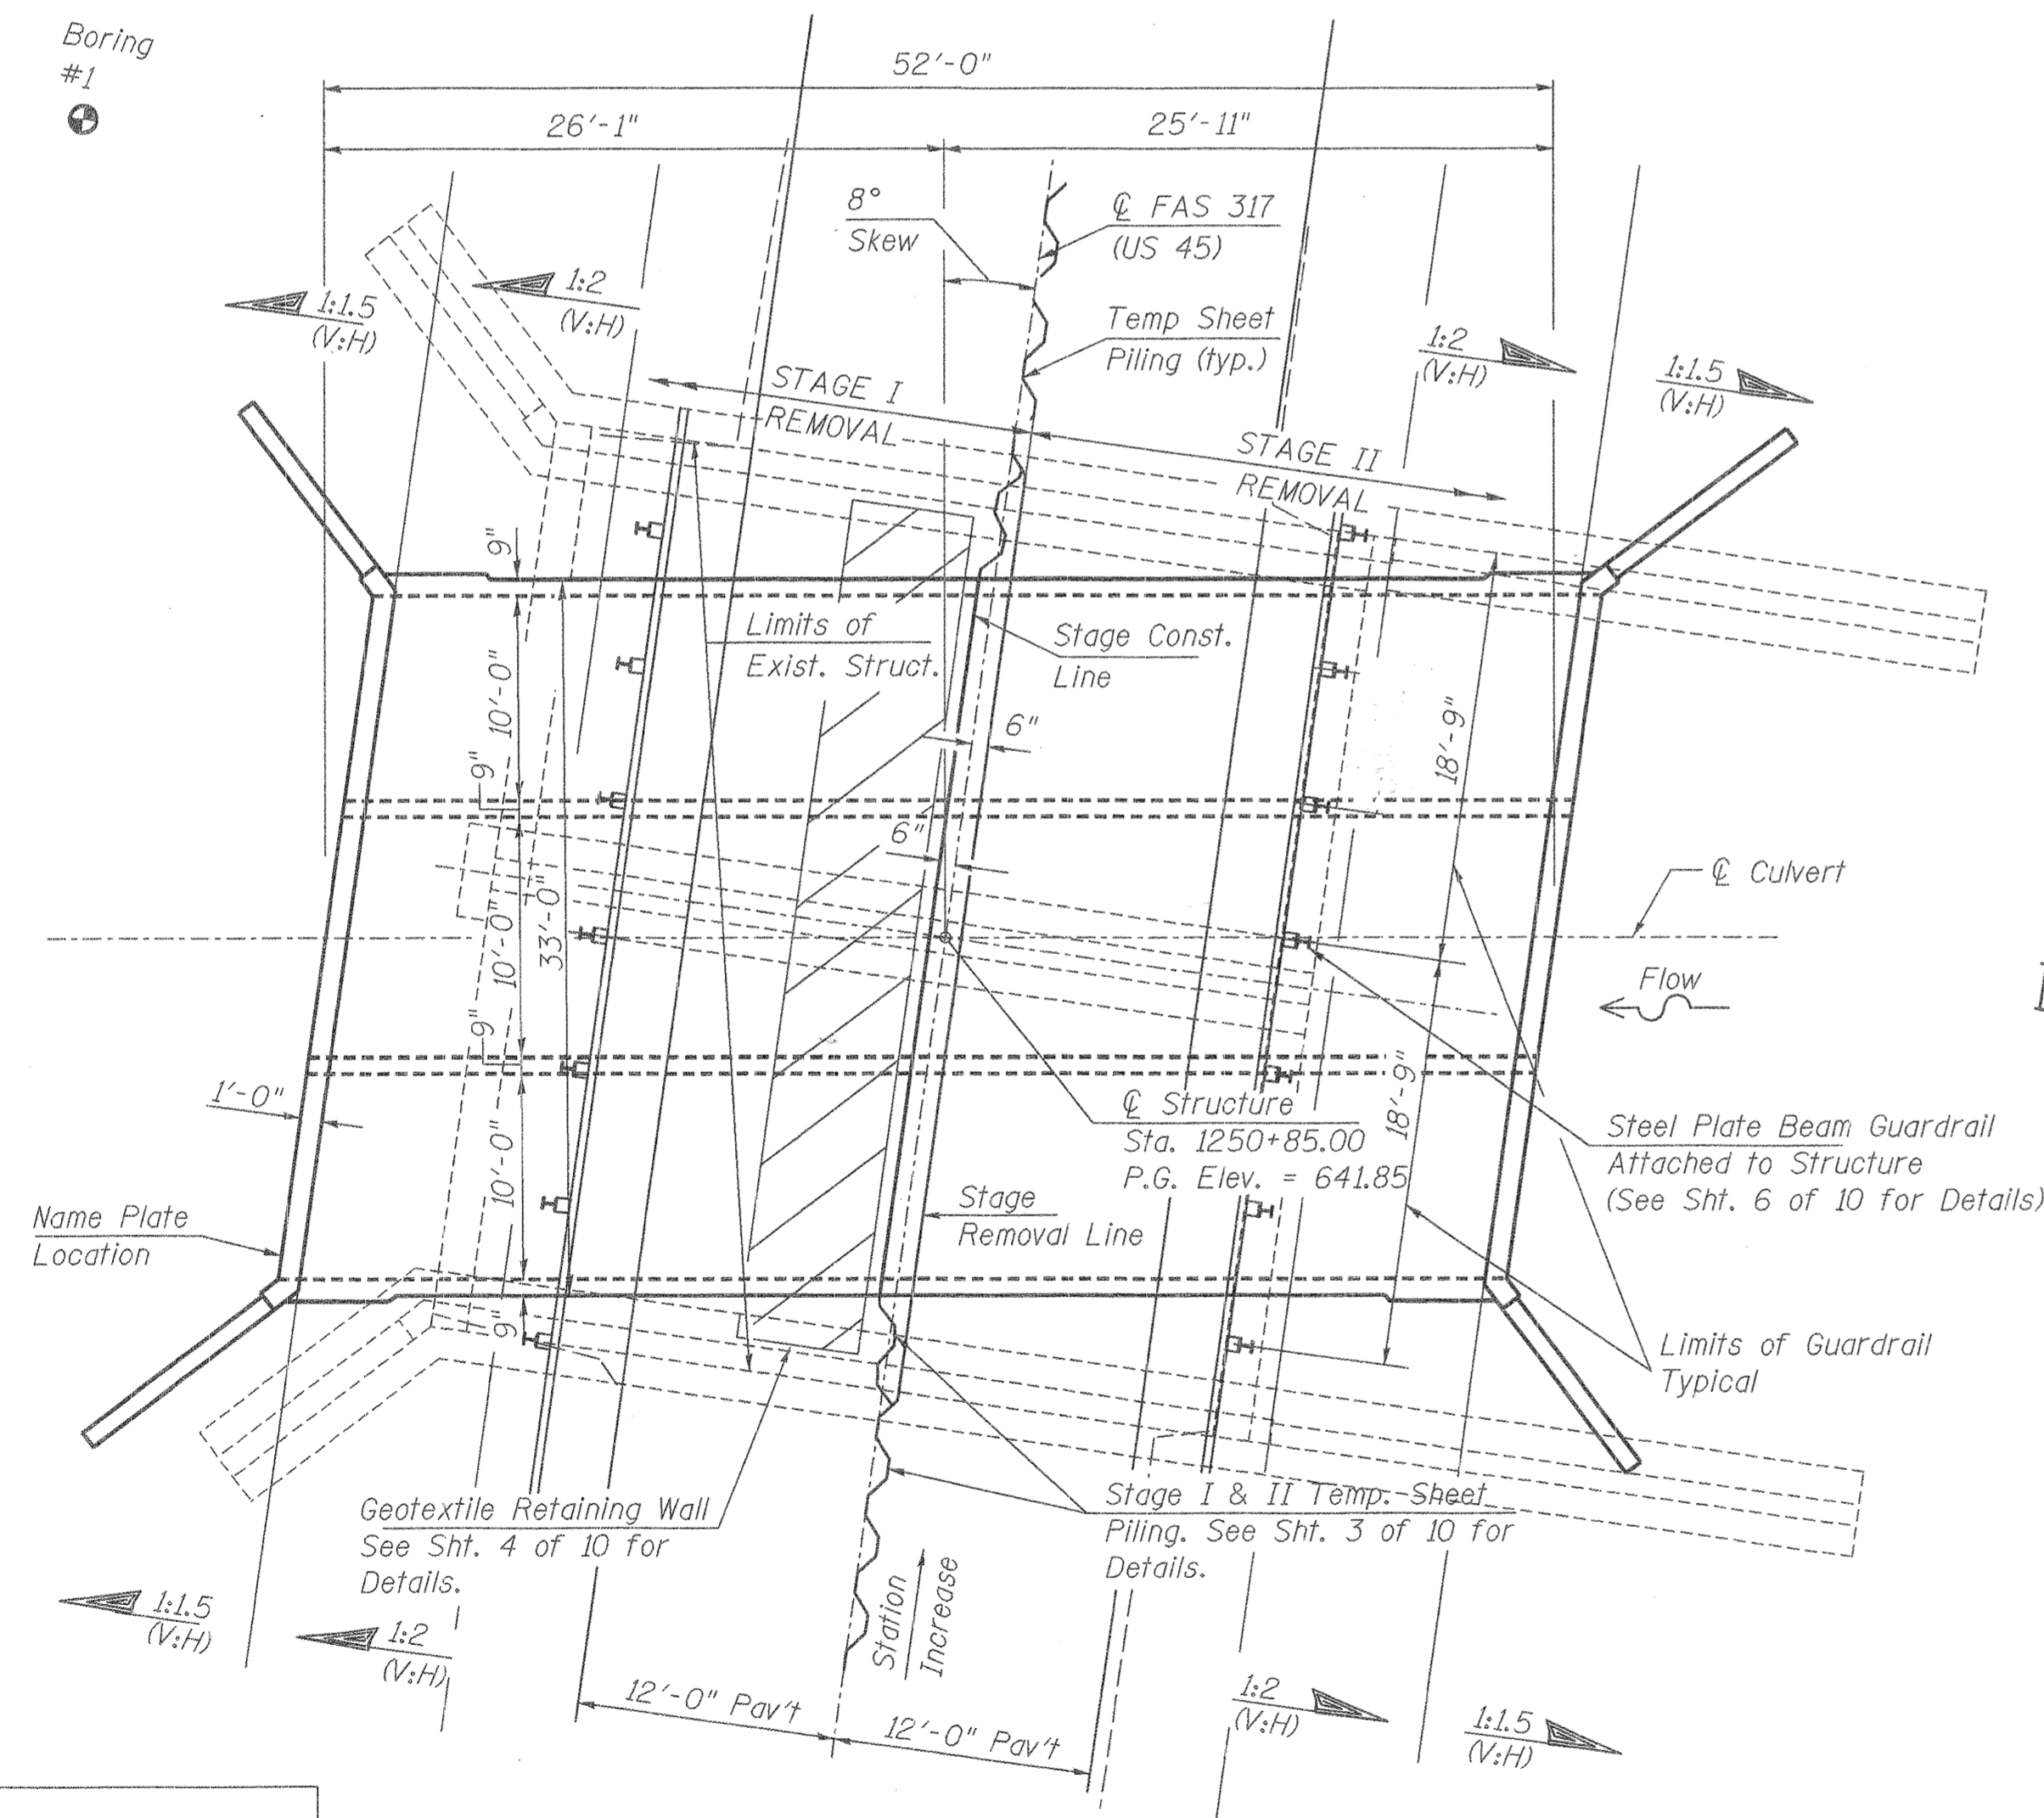 Boring
#1
52'-0"
26'-1"
25'-11"
8°
Skew
℄ FAS 317
(US 45)
1:1.5
(V:H)
1:2
(V:H)
Temp Sheet
Piling (typ.)
1:2
(V:H)
1:1.5
(V:H)
STAGE I
REMOVAL
STAGE II
REMOVAL
9"
Limits of
Exist. Struct.
Stage Const.
Line
10'-0"
6"
18'-9"
9"
6"
℄ Culvert
10'-0"
33'-0"
Flow
9"
18'-9"
1'-0"
℄ Structure
Sta. 1250+85.00
P.G. Elev. = 641.85
Steel Plate Beam Guardrail
Attached to Structure
(See Sht. 6 of 10 for Details)
10'-0"
Name Plate
Location
Stage
Removal Line
9"
Limits of Guardrail
Typical
Geotextile Retaining Wall
See Sht. 4 of 10 for
Details.
Stage I & II Temp. Sheet
Piling. See Sht. 3 of 10 for
Details.
Station
Increase
1:1.5
(V:H)
1:2
(V:H)
12'-0" Pav't
12'-0" Pav't
1:2
(V:H)
1:1.5
(V:H)